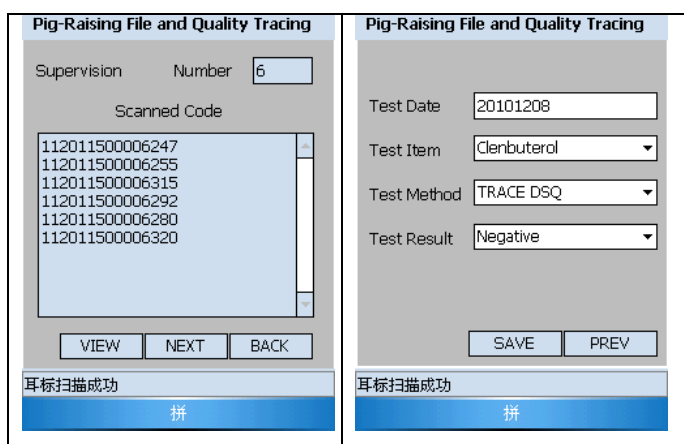 Pig-Raising File and Quality Tracing
Supervision Number 6
Scanned Code
112011500006247
112011500006255
112011500006315
112011500006292
112011500006280
112011500006320
VIEW NEXT BACK
耳标扫描成功
拼
Pig-Raising File and Quality Tracing
Test Date 20101208
Test Item Clenbuterol
Test Method TRACE DSQ
Test Result Negative
SAVE PREV
耳标扫描成功
拼